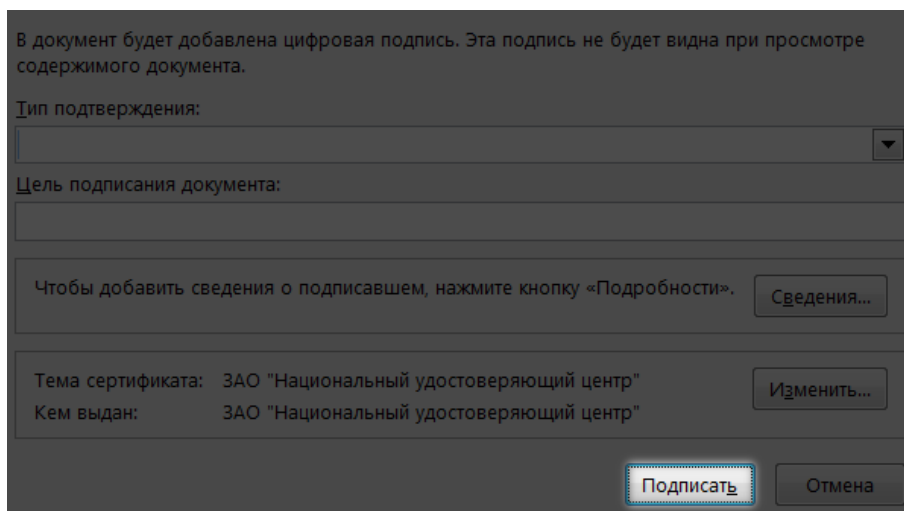 В документ будет добавлена цифровая подпись. Эта подпись не будет видна при просмотре
содержимого документа.
Тип подтверждения:
Цель подписания документа:
Чтобы добавить сведения о подписавшем, нажмите кнопку «Подробности».
Сведения...
Тема сертификата: ЗАО "Национальный удостоверяющий центр"
Кем выдан: ЗАО "Национальный удостоверяющий центр"
Изменить...
Подписать
Отмена